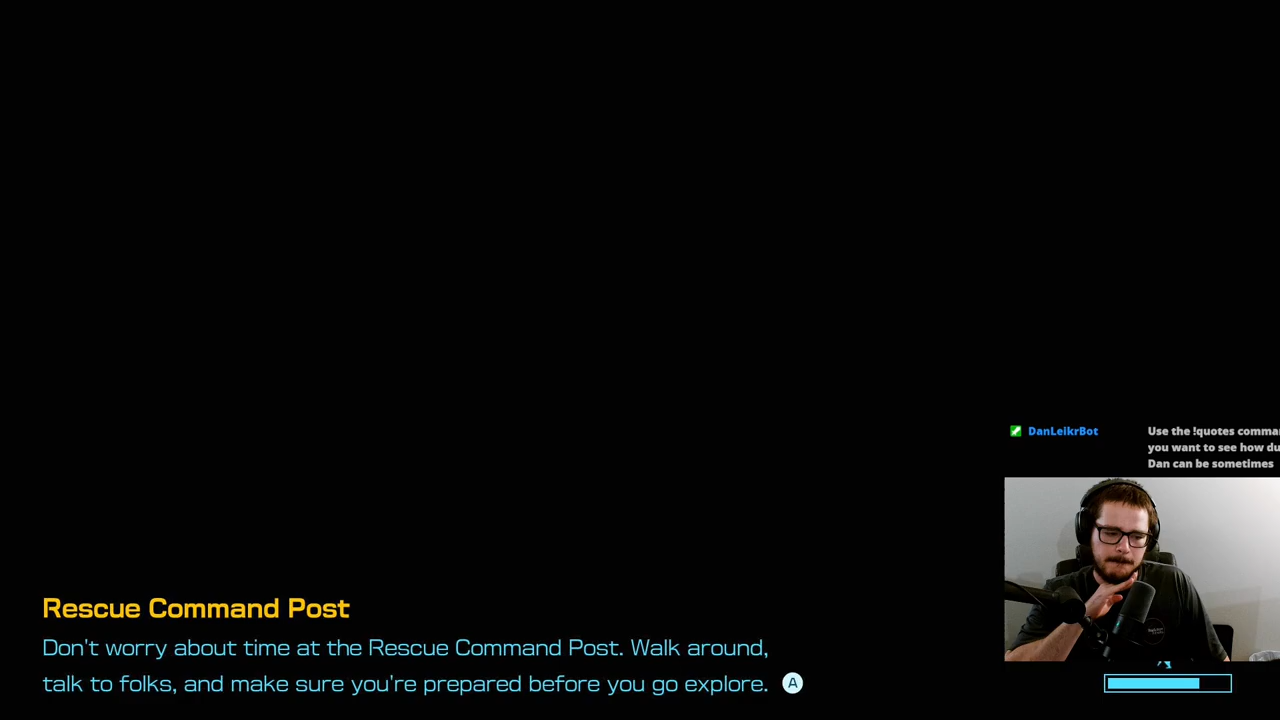 DanLeikrBot
Use the !quotes comma
you want to see how du
Dan can be sometimes
Rescue Command Post
Don't worry about time at the Rescue Command Post. Walk around,
talk to folks, and make sure you're prepared before you go explore. A